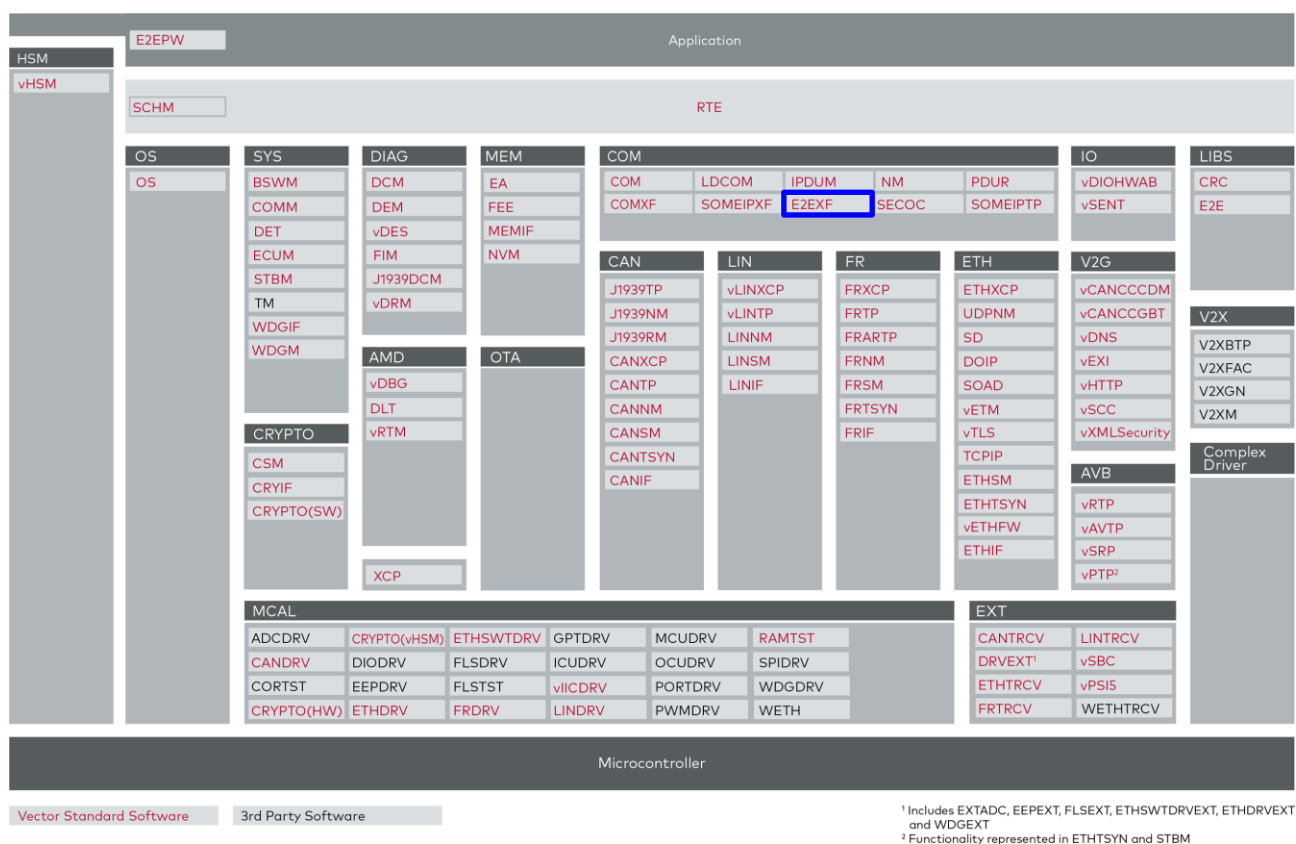 E2EPW
Application
HSM
vHSM
SCHM
RTE
OS
OS
SYS
BSWM
COMM
DET
ECUM
STBM
TM
WDGIF
WDGM
CRYPTO
CSM
CRYIF
CRYPTO(SW)
DIAG
DCM
DEM
vDES
FIM
J1939DCM
vDRM
AMD
vDBG
DLT
vRTM
XCP
MEM
EA
FEE
MEMIF
NVM
OTA
COM
COM LDCOM IPDUM NM PDUR
COMXF SOMEIPXF E2EXF SECOC SOMEIPTP
CAN
J1939TP
J1939NM
J1939RM
CANXCP
CANTP
CANNM
CANSM
CANTSYN
CANIF
LIN
vLINXCP
vLINTP
LINNM
LINSM
LINIF
FR
FRXCP
FRTP
FRARTP
FRNM
FRSM
FRTSYN
FRIF
ETH
ETHXCP
UDPNM
SD
DOIP
SOAD
vETM
vTLS
TCPIP
ETHSM
ETHTSYN
vETHFW
ETHIF
IO
vDIOHWAB
vSENT
V2G
vCANCCCDM
vCANCCGBT
vDNS
vEXI
vHTTP
vSCC
vXMLSecurity
AVB
vRTP
vAVTP
vSRP
vPTP²
LIBS
CRC
E2E
V2X
V2XBTP
V2XFAC
V2XGN
V2XM
Complex
Driver
MCAL
ADCDRV CRYPTO(vHSM) ETHSWTDRV GPTDRV MCUDRV RAMTST
CANDRV DIODRV FLSDRV ICUDRV OCUDRV SPIDRV
CORTST EEPDRV FLSTST vIICDRV PORTDRV WDGDRV
CRYPTO(HW) ETHDRV FRDRV LINDRV PWMDRV WETH
EXT
CANTRCV LINTRCV
DRVEXT¹ vSBC
ETHTRCV vPSI5
FRTRCV WETHTRCV
Microcontroller
Vector Standard Software
3rd Party Software
¹ Includes EXTADC, EEPEXT, FLSEXT, ETHSWTDRVEXT, ETHDRVEXT
and WDGEXT
² Functionality represented in ETHTSYN and STBM